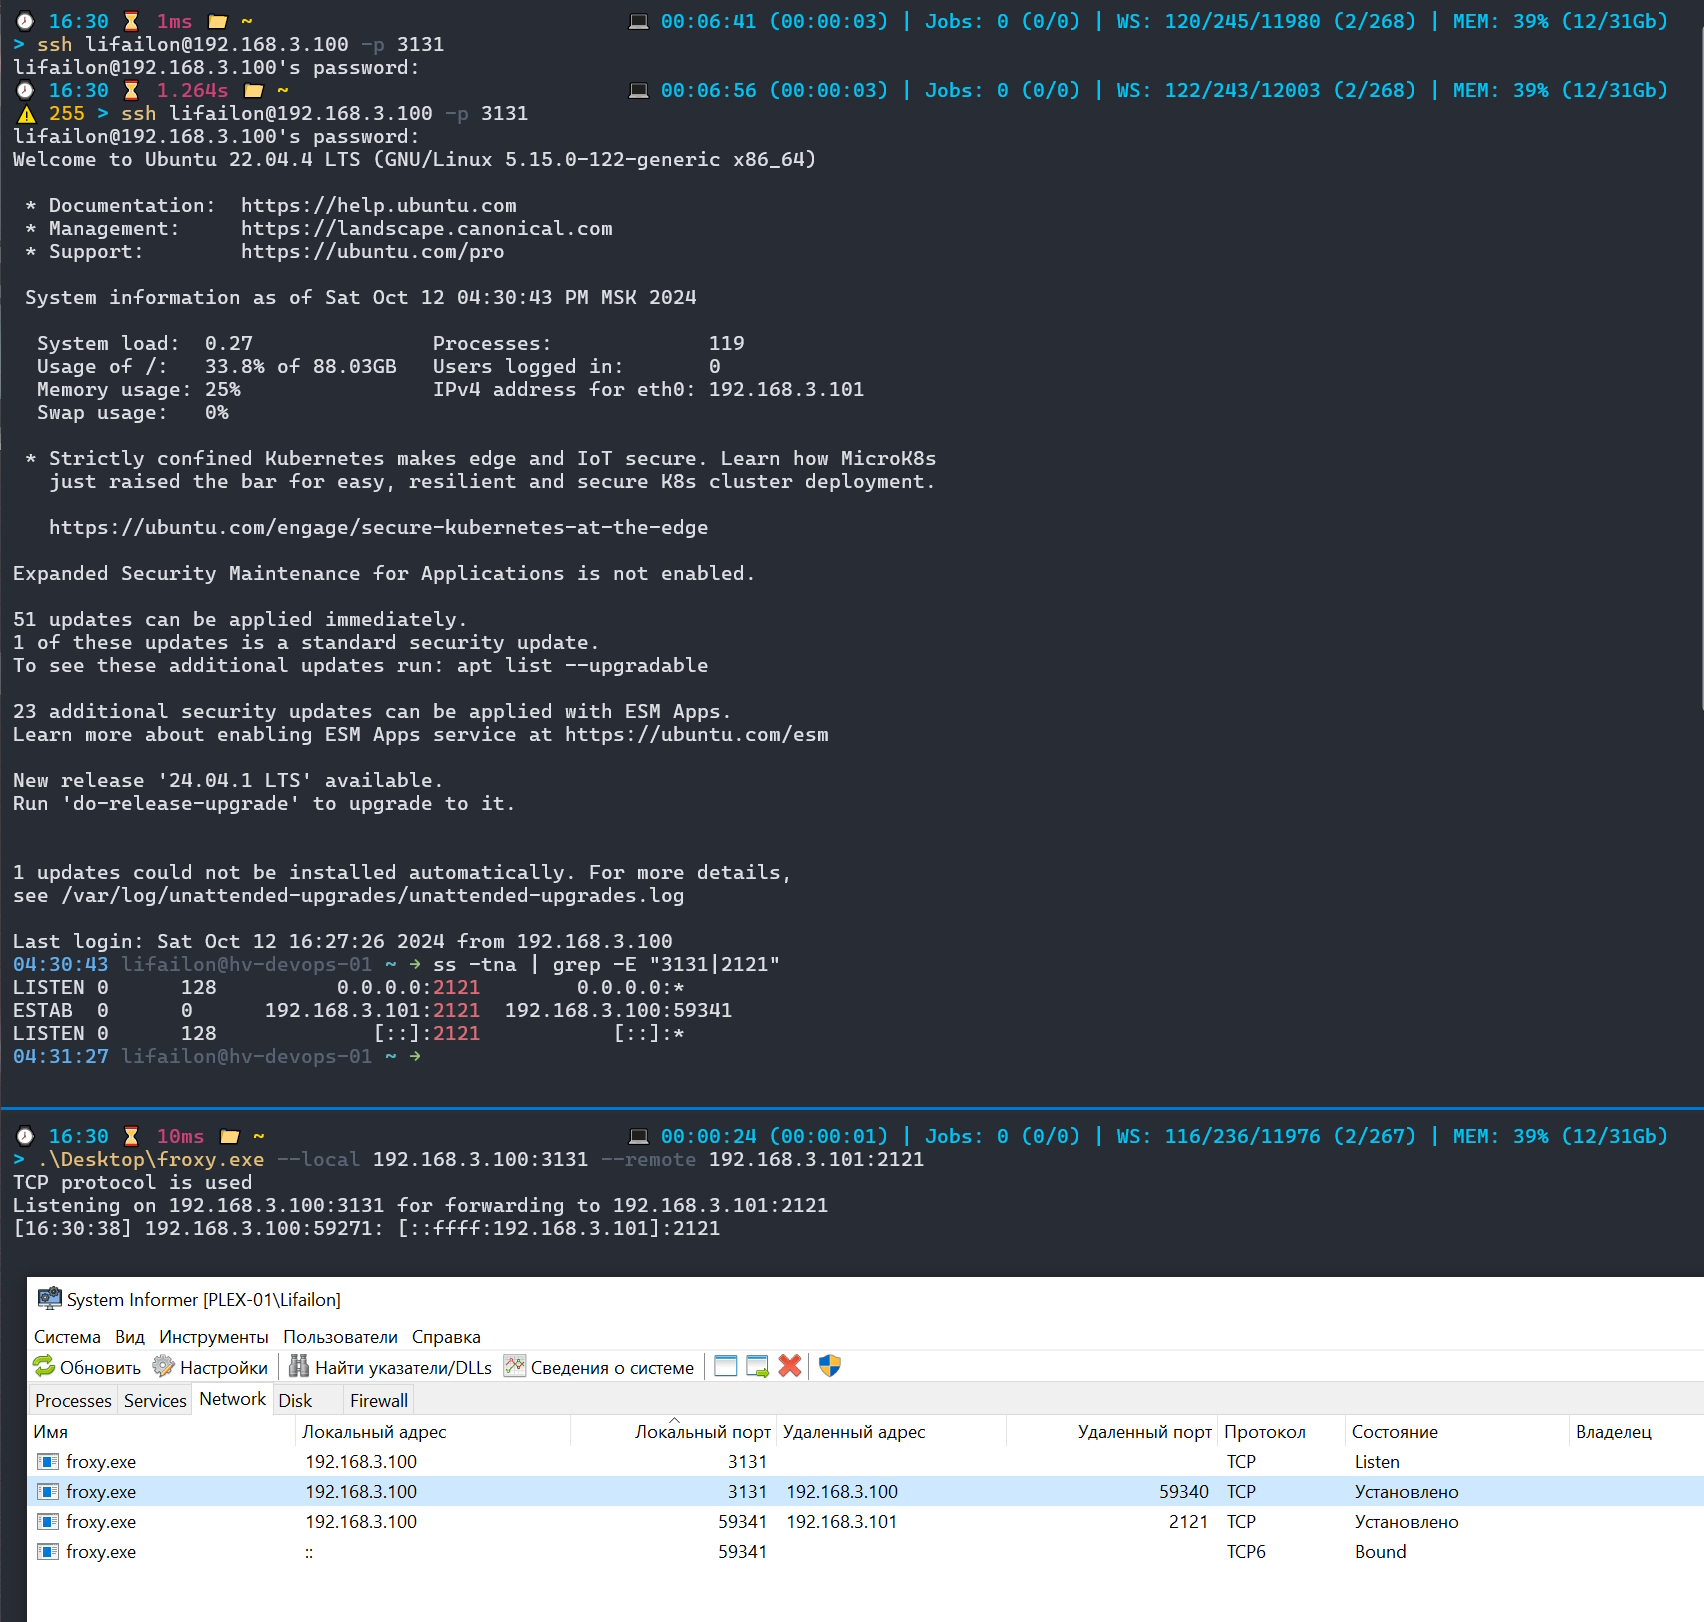 16:30 1ms ~ 00:06:41 (00:00:03) | Jobs: 0 (0/0) | WS: 120/245/11980 (2/268) | MEM: 39% (12/31Gb)
> ssh lifailon@192.168.3.100 -p 3131
lifailon@192.168.3.100's password:
16:30 1.264s ~ 00:06:56 (00:00:03) | Jobs: 0 (0/0) | WS: 122/243/12003 (2/268) | MEM: 39% (12/31Gb)
255 > ssh lifailon@192.168.3.100 -p 3131
lifailon@192.168.3.100's password:
Welcome to Ubuntu 22.04.4 LTS (GNU/Linux 5.15.0-122-generic x86_64)
* Documentation: https://help.ubuntu.com
* Management: https://landscape.canonical.com
* Support: https://ubuntu.com/pro
System information as of Sat Oct 12 04:30:43 PM MSK 2024
System load: 0.27 Processes: 119
Usage of /: 33.8% of 88.03GB Users logged in: 0
Memory usage: 25% IPv4 address for eth0: 192.168.3.101
Swap usage: 0%
* Strictly confined Kubernetes makes edge and IoT secure. Learn how MicroK8s
just raised the bar for easy, resilient and secure K8s cluster deployment.
https://ubuntu.com/engage/secure-kubernetes-at-the-edge
Expanded Security Maintenance for Applications is not enabled.
51 updates can be applied immediately.
1 of these updates is a standard security update.
To see these additional updates run: apt list --upgradable
23 additional security updates can be applied with ESM Apps.
Learn more about enabling ESM Apps service at https://ubuntu.com/esm
New release '24.04.1 LTS' available.
Run 'do-release-upgrade' to upgrade to it.
1 updates could not be installed automatically. For more details,
see /var/log/unattended-upgrades/unattended-upgrades.log
Last login: Sat Oct 12 16:27:26 2024 from 192.168.3.100
04:30:43 lifailon@hv-devops-01 ~ → ss -tna | grep -E "3131|2121"
LISTEN 0 128 0.0.0.0:2121 0.0.0.0:*
ESTAB 0 0 192.168.3.101:2121 192.168.3.100:59341
LISTEN 0 128 [::]:2121 [::]:*
04:31:27 lifailon@hv-devops-01 ~ →
16:30 10ms ~ 00:00:24 (00:00:01) | Jobs: 0 (0/0) | WS: 116/236/11976 (2/267) | MEM: 39% (12/31Gb)
> .\Desktop\froxy.exe --local 192.168.3.100:3131 --remote 192.168.3.101:2121
TCP protocol is used
Listening on 192.168.3.100:3131 for forwarding to 192.168.3.101:2121
[16:30:38] 192.168.3.100:59271: [::ffff:192.168.3.101]:2121
System Informer [PLEX-01\Lifailon]
Система Вид Инструменты Пользователи Справка
Обновить Настройки Найти указатели/DLLs Сведения о системе
Processes Services Network Disk Firewall
Имя Локальный адрес Локальный порт Удаленный адрес Удаленный порт Протокол Состояние Владелец
froxy.exe 192.168.3.100 3131 TCP Listen
froxy.exe 192.168.3.100 3131 192.168.3.100 59340 TCP Установлено
froxy.exe 192.168.3.100 59341 192.168.3.101 2121 TCP Установлено
froxy.exe :: 59341 TCP6 Bound